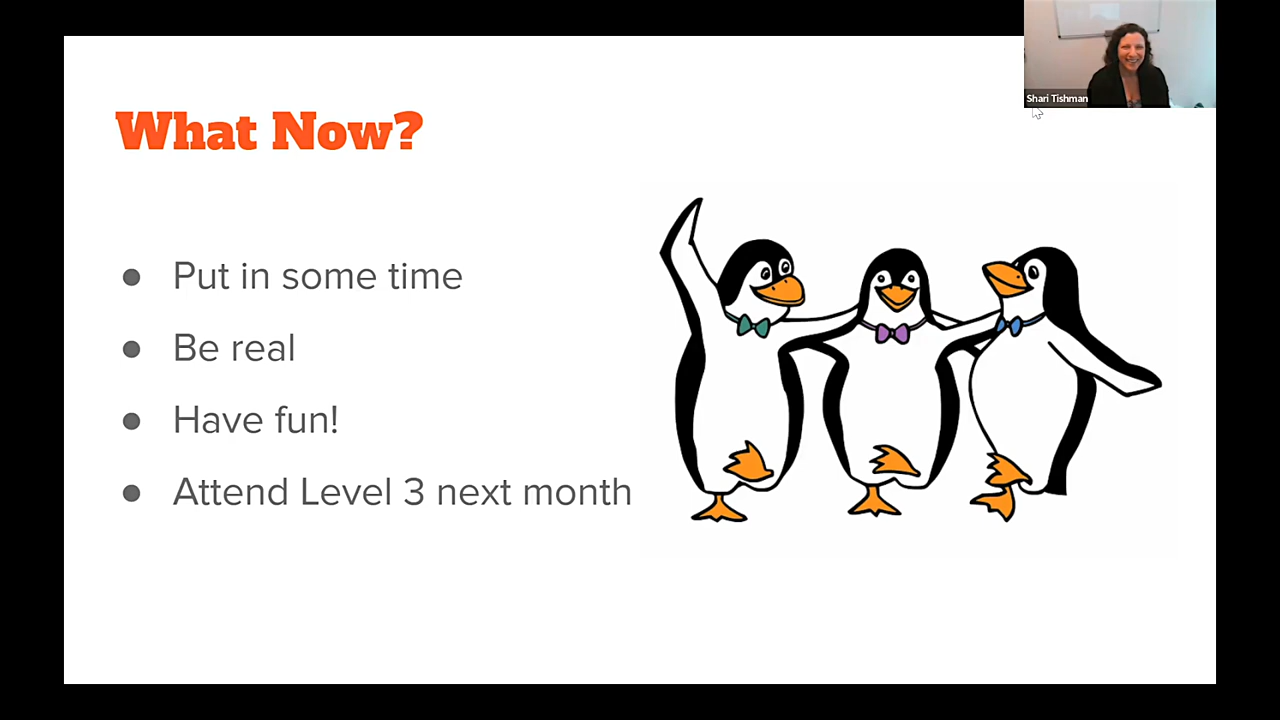 Shari Tishman
What Now?
● Put in some time
● Be real
● Have fun!
● Attend Level 3 next month